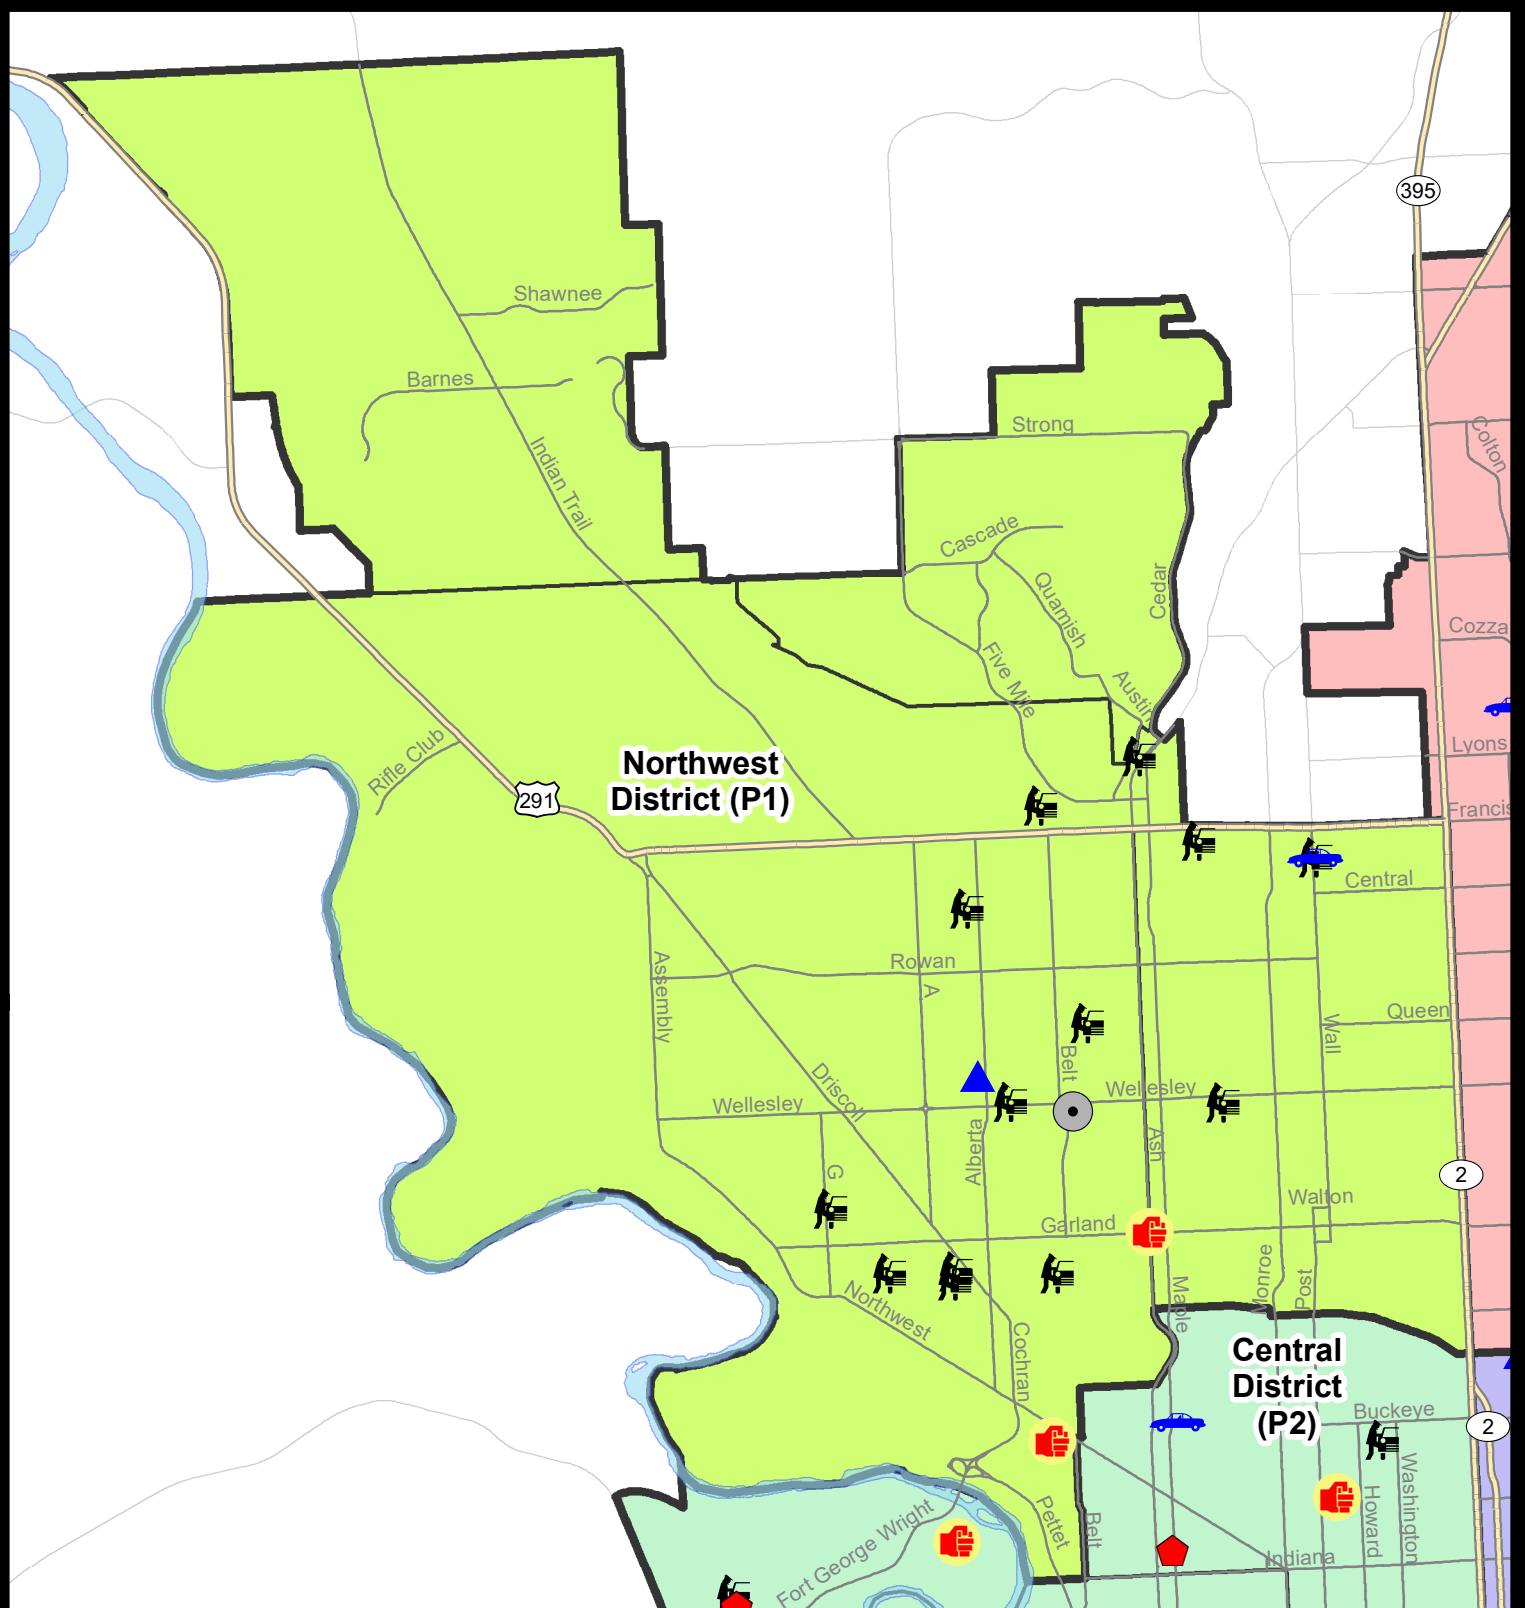 395
Shawnee
Barnes
Strong
Colton
Indian Trail
Cascade
Quamish
Cedar
Cozza
Five Mile
Austin
Rifle Club
Northwest
District (P1)
Lyons
291
Francis
Central
Assembly
Rowan
A
Queen
Wall
Belt
Driscoll
Wellesley
Wellesley
Alberta
Ash
G
2
Walton
Garland
Monroe
Post
Maple
Northwest
Cochran
Central
District
(P2)
Buckeye
2
Washington
Howard
Pettet
Belt
Fort George Wright
Indiana